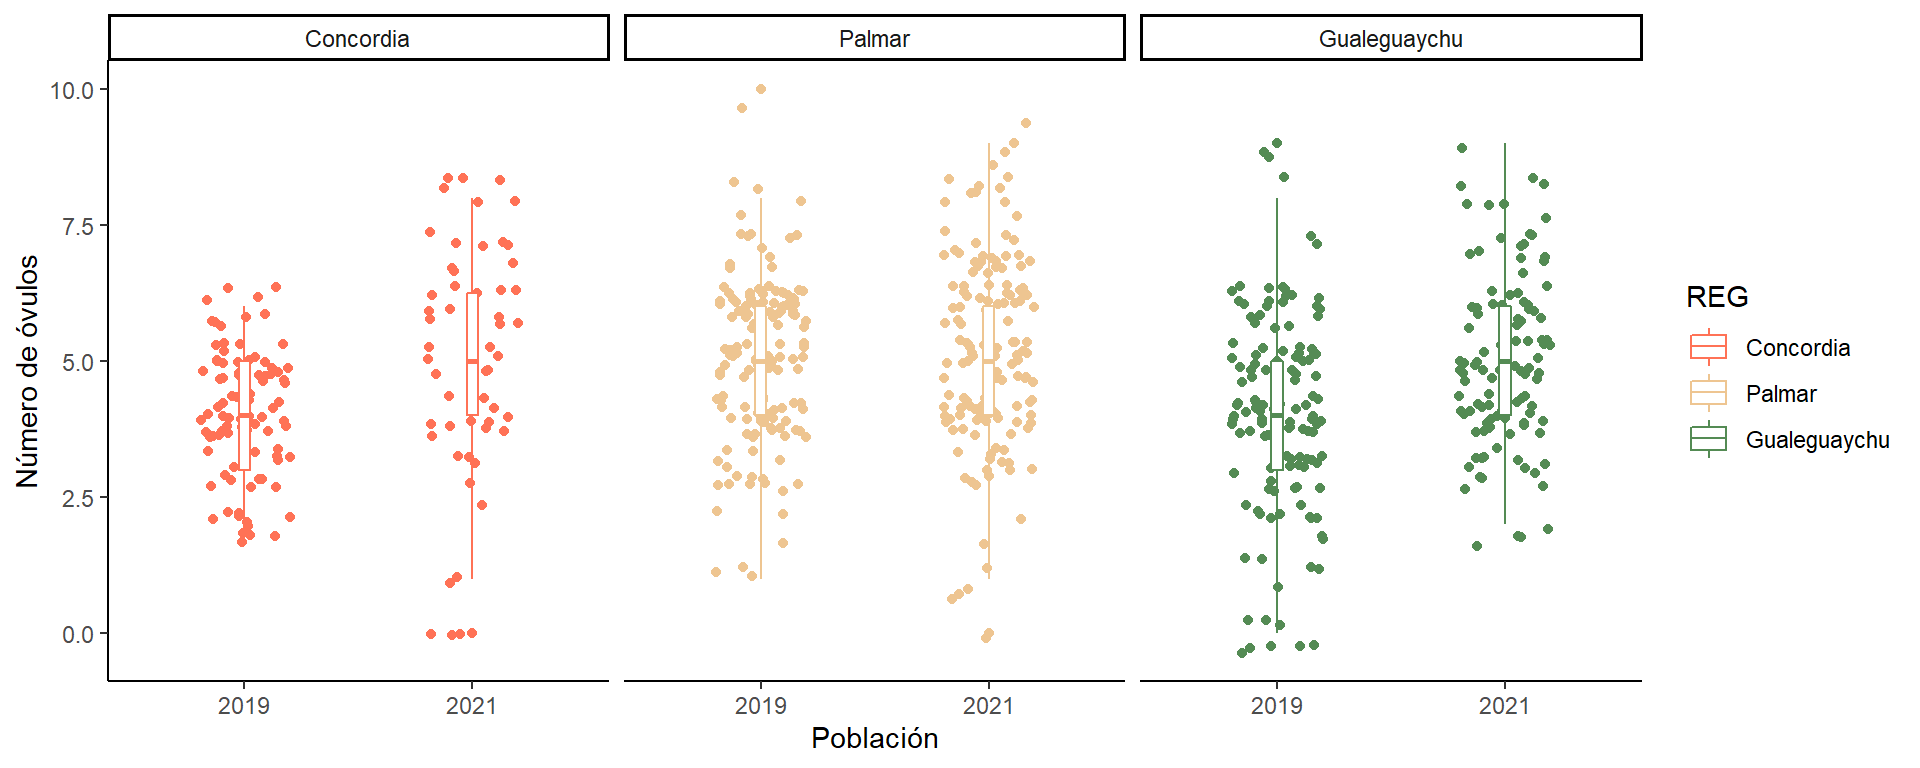 Concordia
Palmar
Gualeguaychu
10.0
7.5
5.0
2.5
0.0
Número de óvulos
2019
2021
2019
2021
2019
2021
Población
REG
Concordia
Palmar
Gualeguaychu